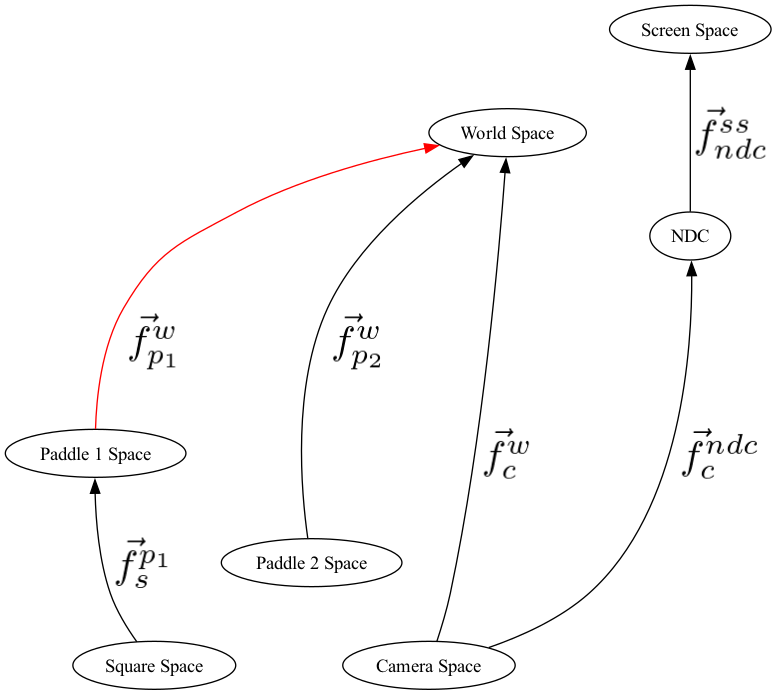 Screen Space
World Space
$\vec{f}_{ndc}^{ss}$
NDC
$\vec{f}_{p_1}^{w}$
$\vec{f}_{p_2}^{w}$
Paddle 1 Space
$\vec{f}_{c}^{w}$
$\vec{f}_{c}^{ndc}$
$\vec{f}_{s}^{p_1}$
Paddle 2 Space
Square Space
Camera Space